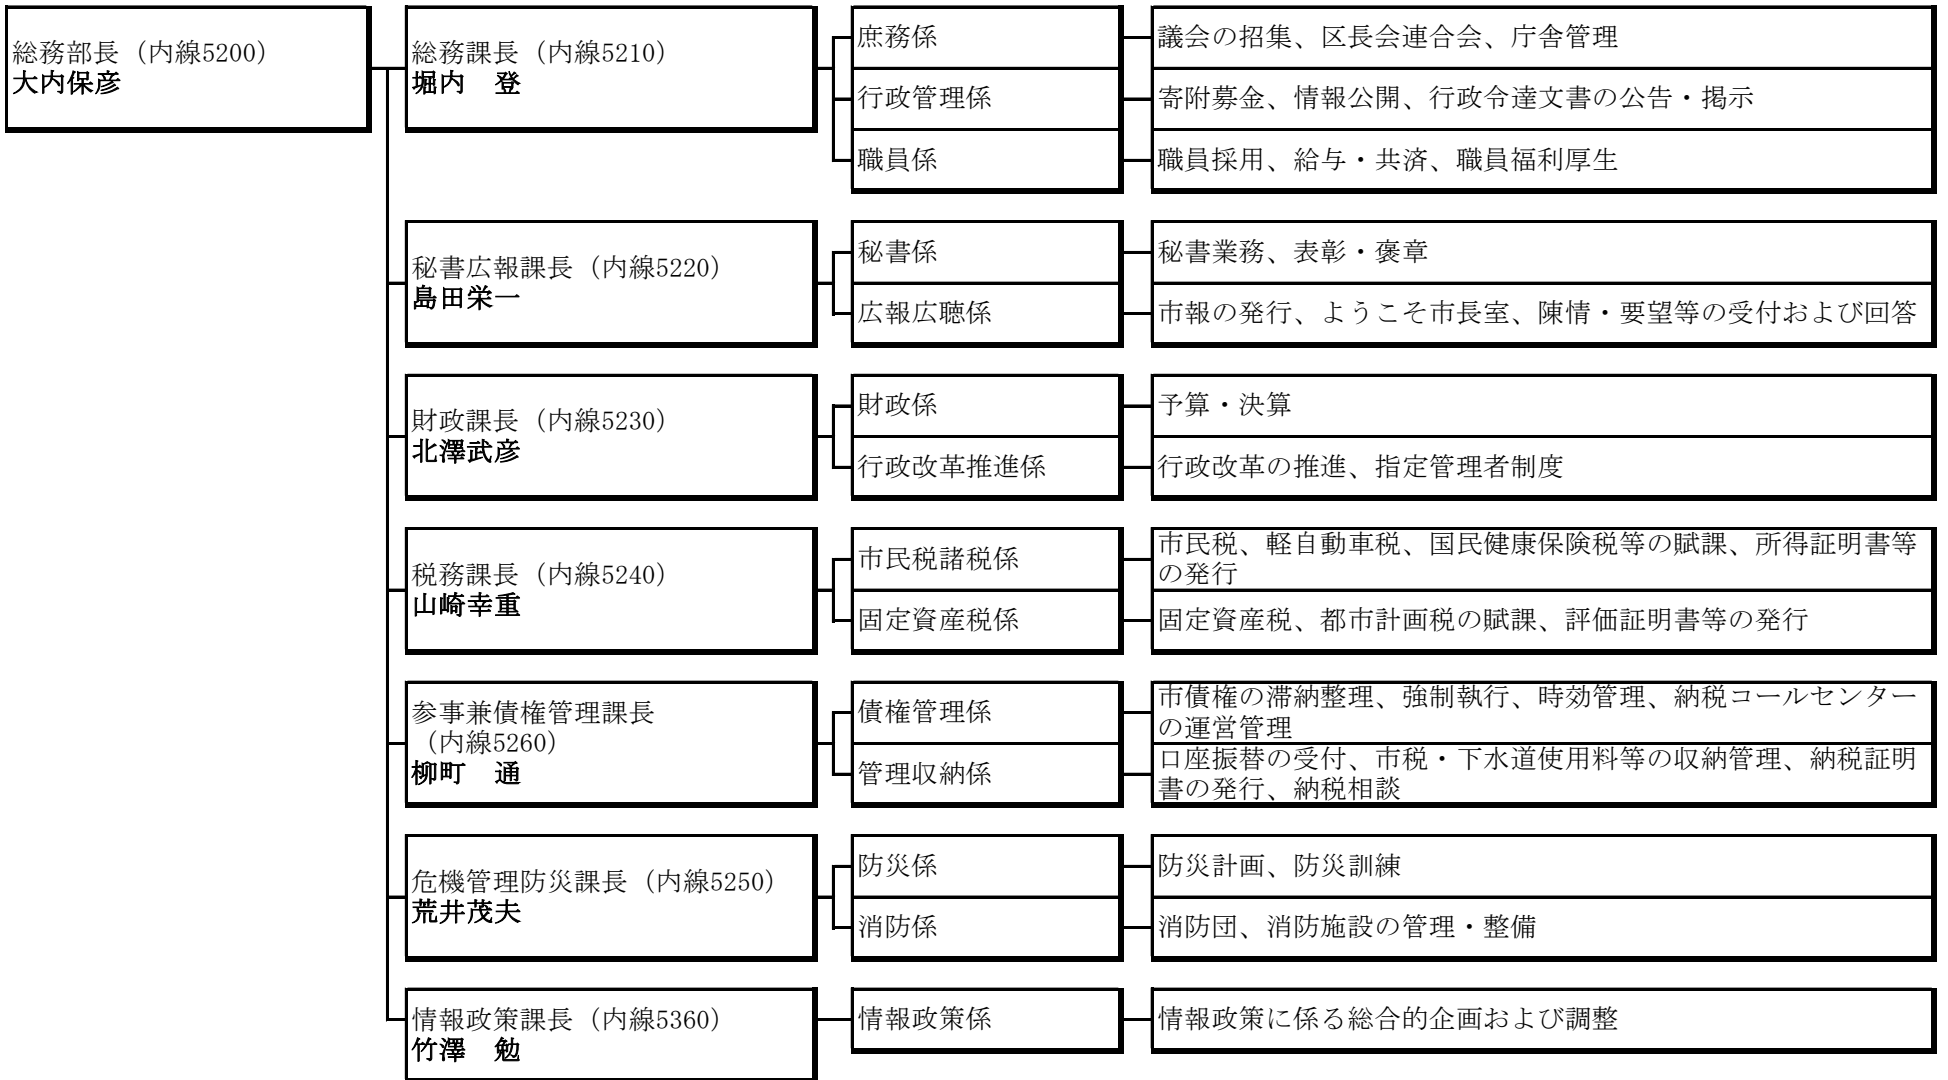 総務部長（内線5200）
大内保彦
総務課長（内線5210）
堀内　登
庶務係
議会の招集、区長会連合会、庁舎管理
行政管理係
寄附募金、情報公開、行政令達文書の公告・掲示
職員係
職員採用、給与・共済、職員福利厚生
秘書広報課長（内線5220）
島田栄一
秘書係
秘書業務、表彰・褒章
広報広聴係
市報の発行、ようこそ市長室、陳情・要望等の受付および回答
財政課長（内線5230）
北澤武彦
財政係
予算・決算
行政改革推進係
行政改革の推進、指定管理者制度
税務課長（内線5240）
山崎幸重
市民税諸税係
市民税、軽自動車税、国民健康保険税等の賦課、所得証明書等
の発行
固定資産税係
固定資産税、都市計画税の賦課、評価証明書等の発行
参事兼債権管理課長
（内線5260）
柳町　通
債権管理係
市債権の滞納整理、強制執行、時効管理、納税コールセンター
の運営管理
管理収納係
口座振替の受付、市税・下水道使用料等の収納管理、納税証明
書の発行、納税相談
危機管理防災課長（内線5250）
荒井茂夫
防災係
防災計画、防災訓練
消防係
消防団、消防施設の管理・整備
情報政策課長（内線5360）
竹澤　勉
情報政策係
情報政策に係る総合的企画および調整